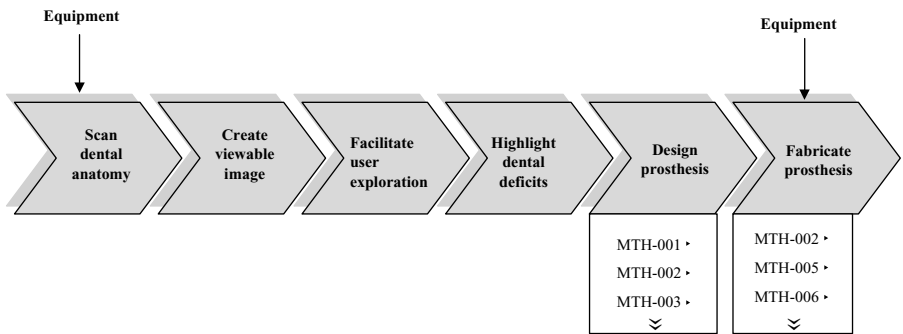 Equipment
Equipment
Scan
dental
anatomy
Create
viewable
image
Facilitate
user
exploration
Highlight
dental
deficits
Design
prosthesis
Fabricate
prosthesis
MTH-001 ‣
MTH-002 ‣
MTH-003 ‣
MTH-002 ‣
MTH-005 ‣
MTH-006 ‣